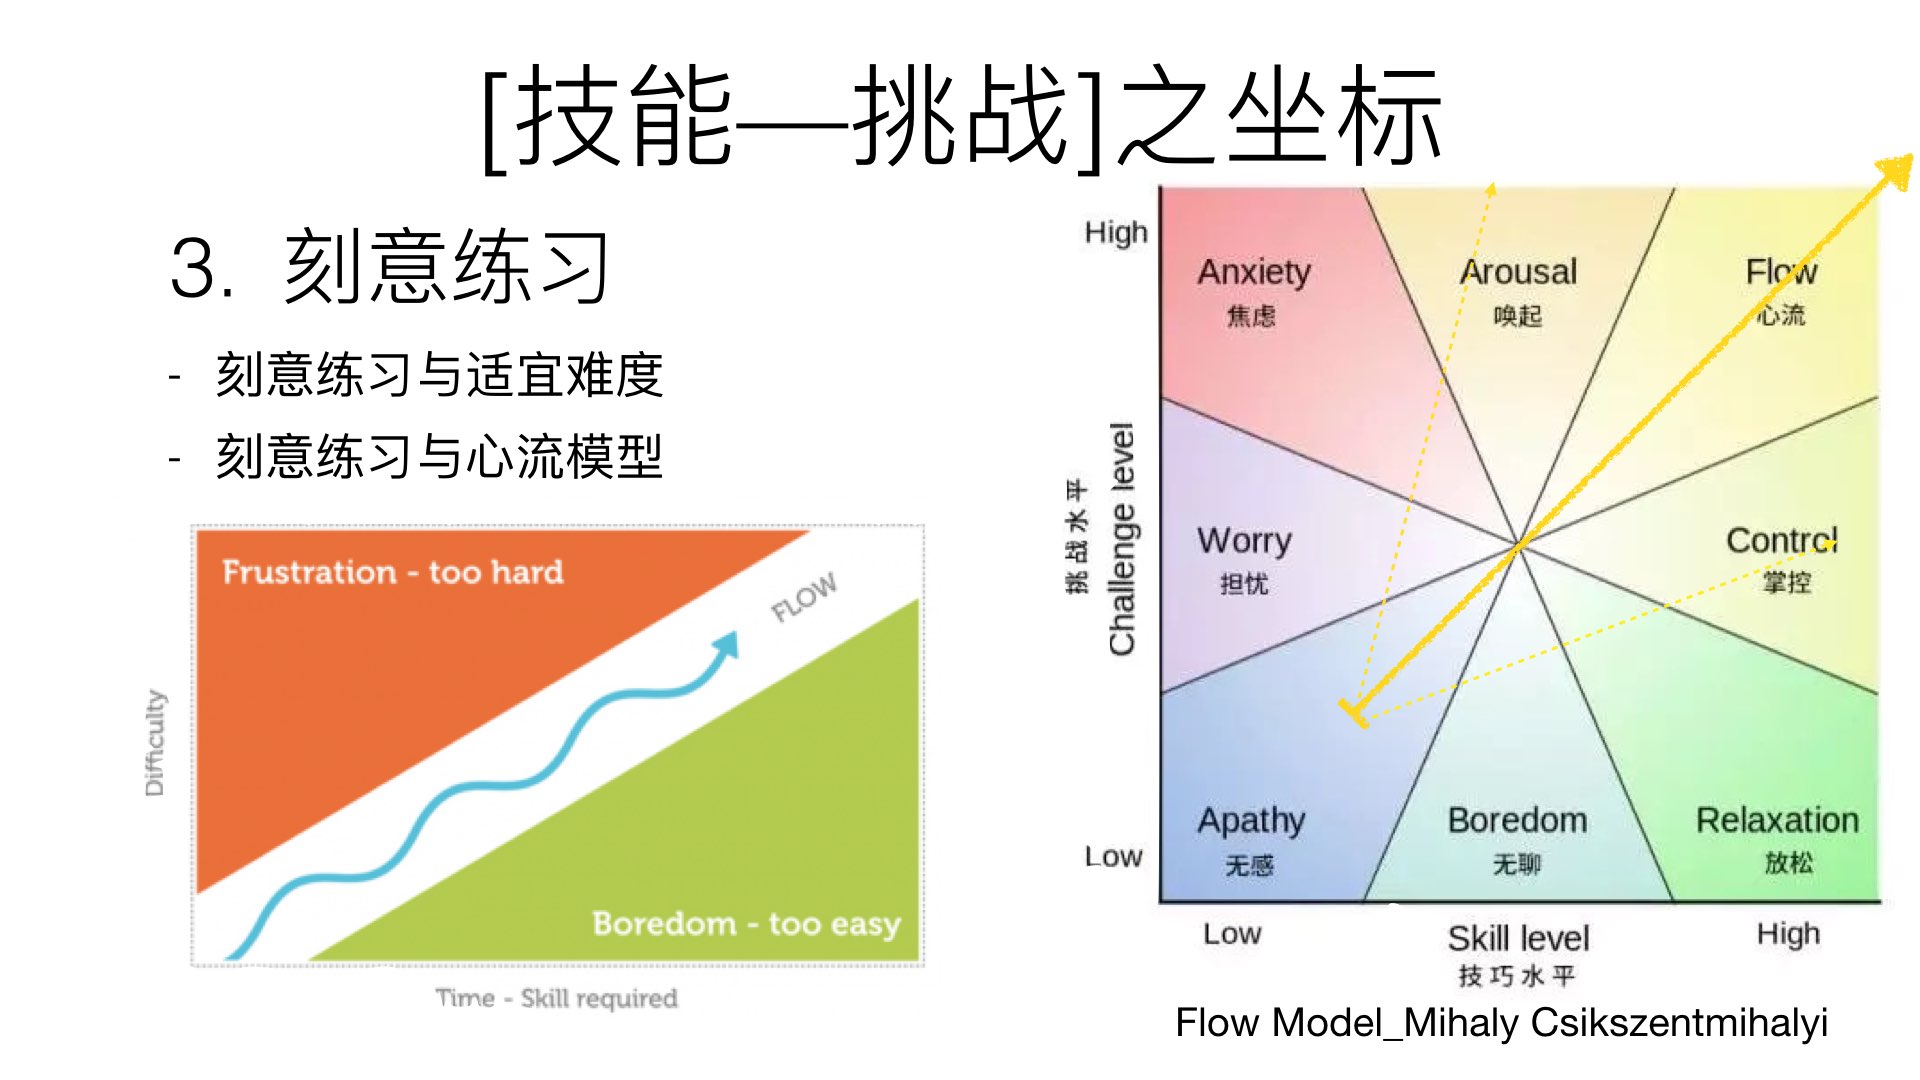 [技能—挑战]之坐标
3. 刻意练习
- 刻意练习与适宜难度
- 刻意练习与心流模型
Frustration - too hard
FLOW
Difficulty
Boredom - too easy
Time - Skill required
High
Anxiety
焦虑
Arousal
唤起
Flow
心流
挑战水平
Challenge level
Worry
担忧
Control
掌控
Apathy
无感
Boredom
无聊
Relaxation
放松
Low
Low
Skill level
High
技巧水平
Flow Model_Mihaly Csikszentmihalyi